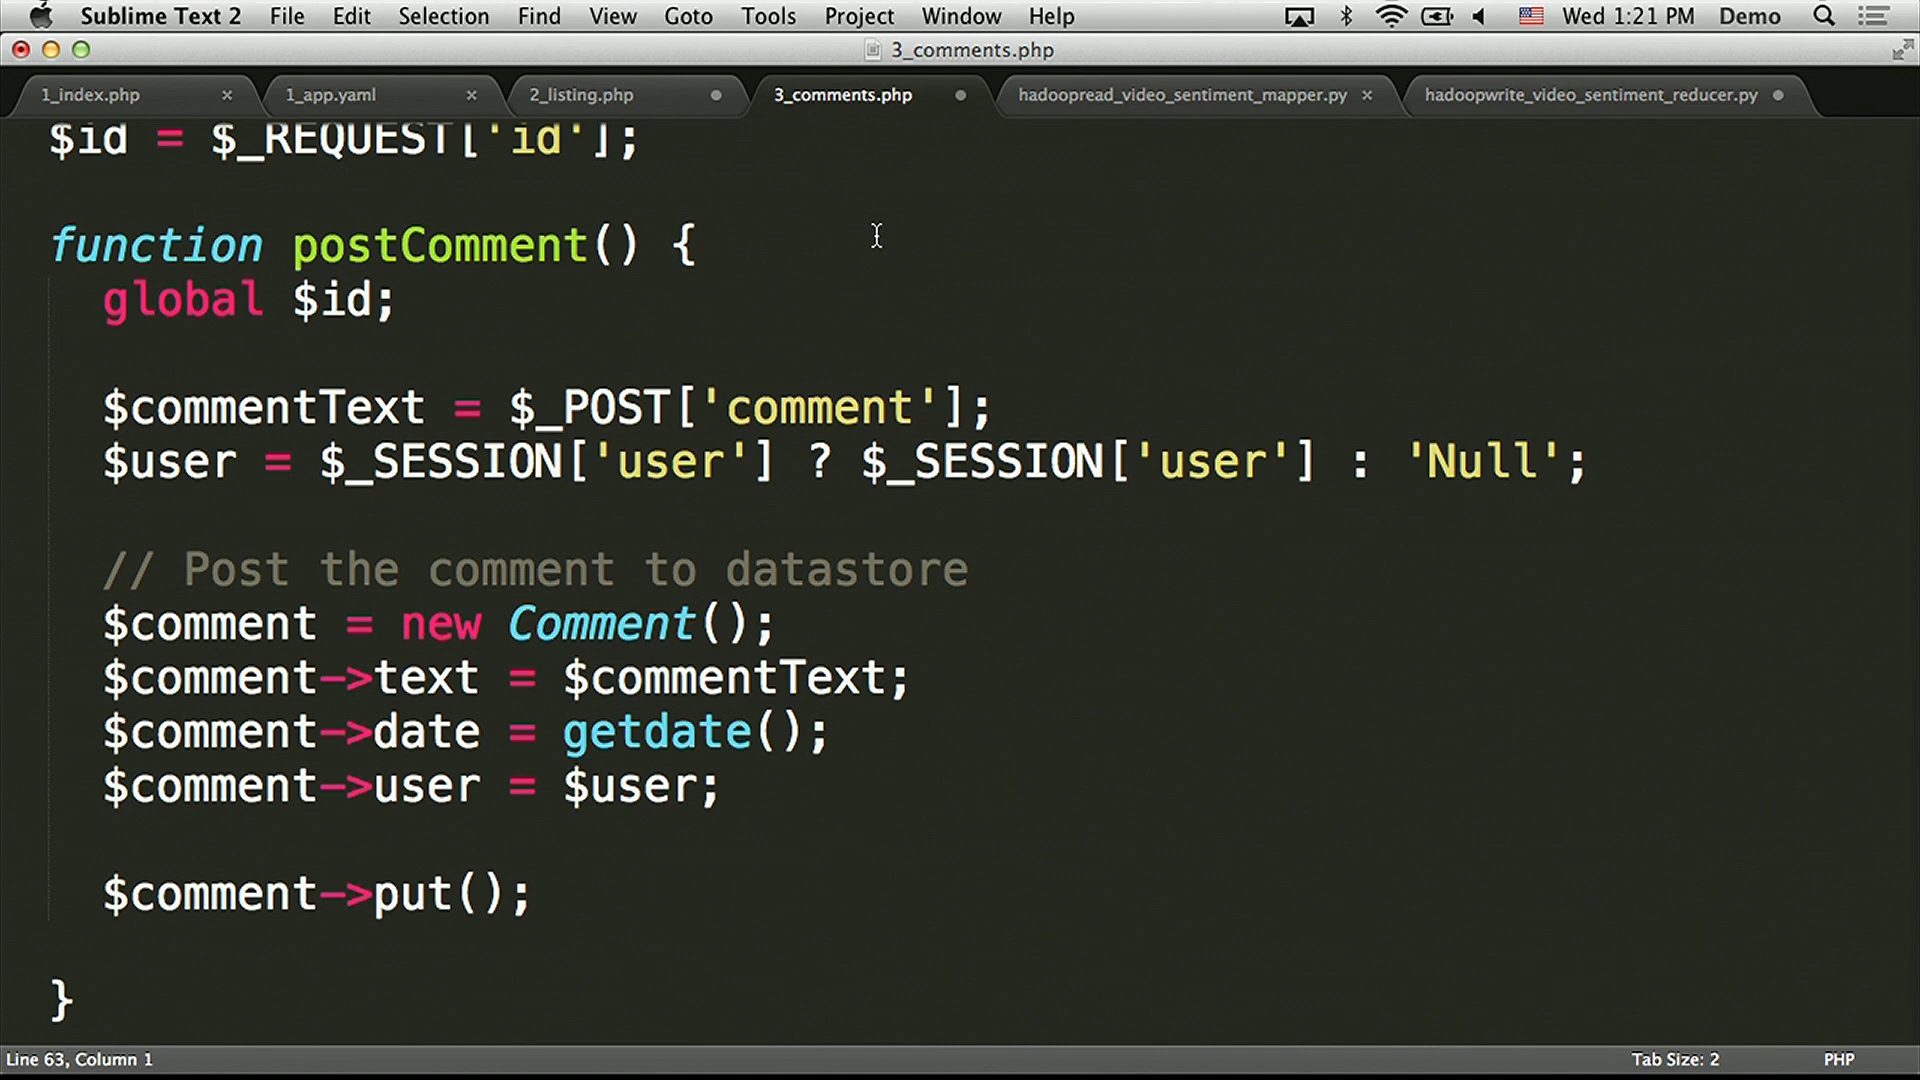 Sublime Text 2 File Edit Selection Find View Goto Tools Project Window Help Wed 1:21 PM Demo
3_comments.php
1_index.php 1_app.yaml 2_listing.php 3_comments.php hadoopread_video_sentiment_mapper.py hadoopwrite_video_sentiment_reducer.py
$id = $_REQUEST['id'];
function postComment() {
global $id;
$commentText = $_POST['comment'];
$user = $_SESSION['user'] ? $_SESSION['user'] : 'Null';
// Post the comment to datastore
$comment = new Comment();
$comment->text = $commentText;
$comment->date = getdate();
$comment->user = $user;
$comment->put();
}
Line 63, Column 1 Tab Size: 2 PHP